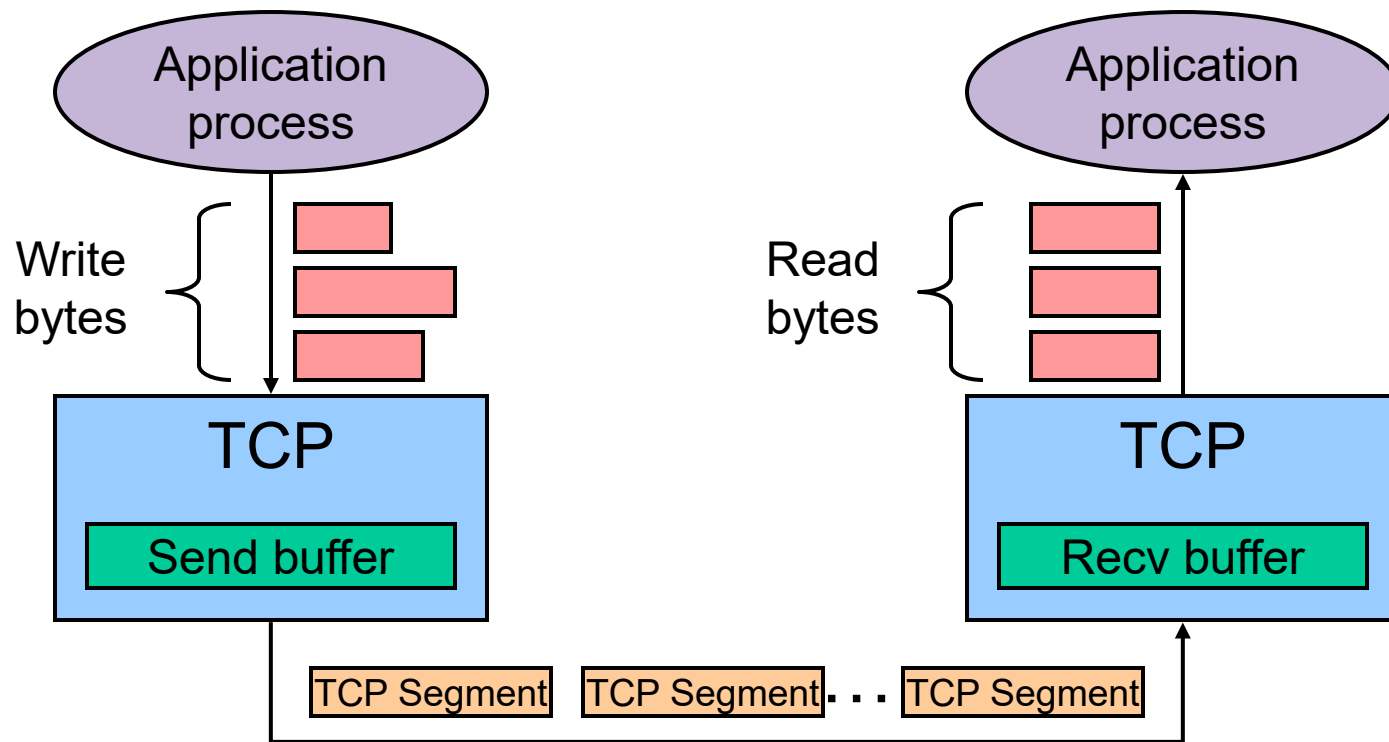 Application
process
Application
process
Write
bytes
Read
bytes
TCP
TCP
Send buffer
Recv buffer
TCP Segment
TCP Segment
...
TCP Segment